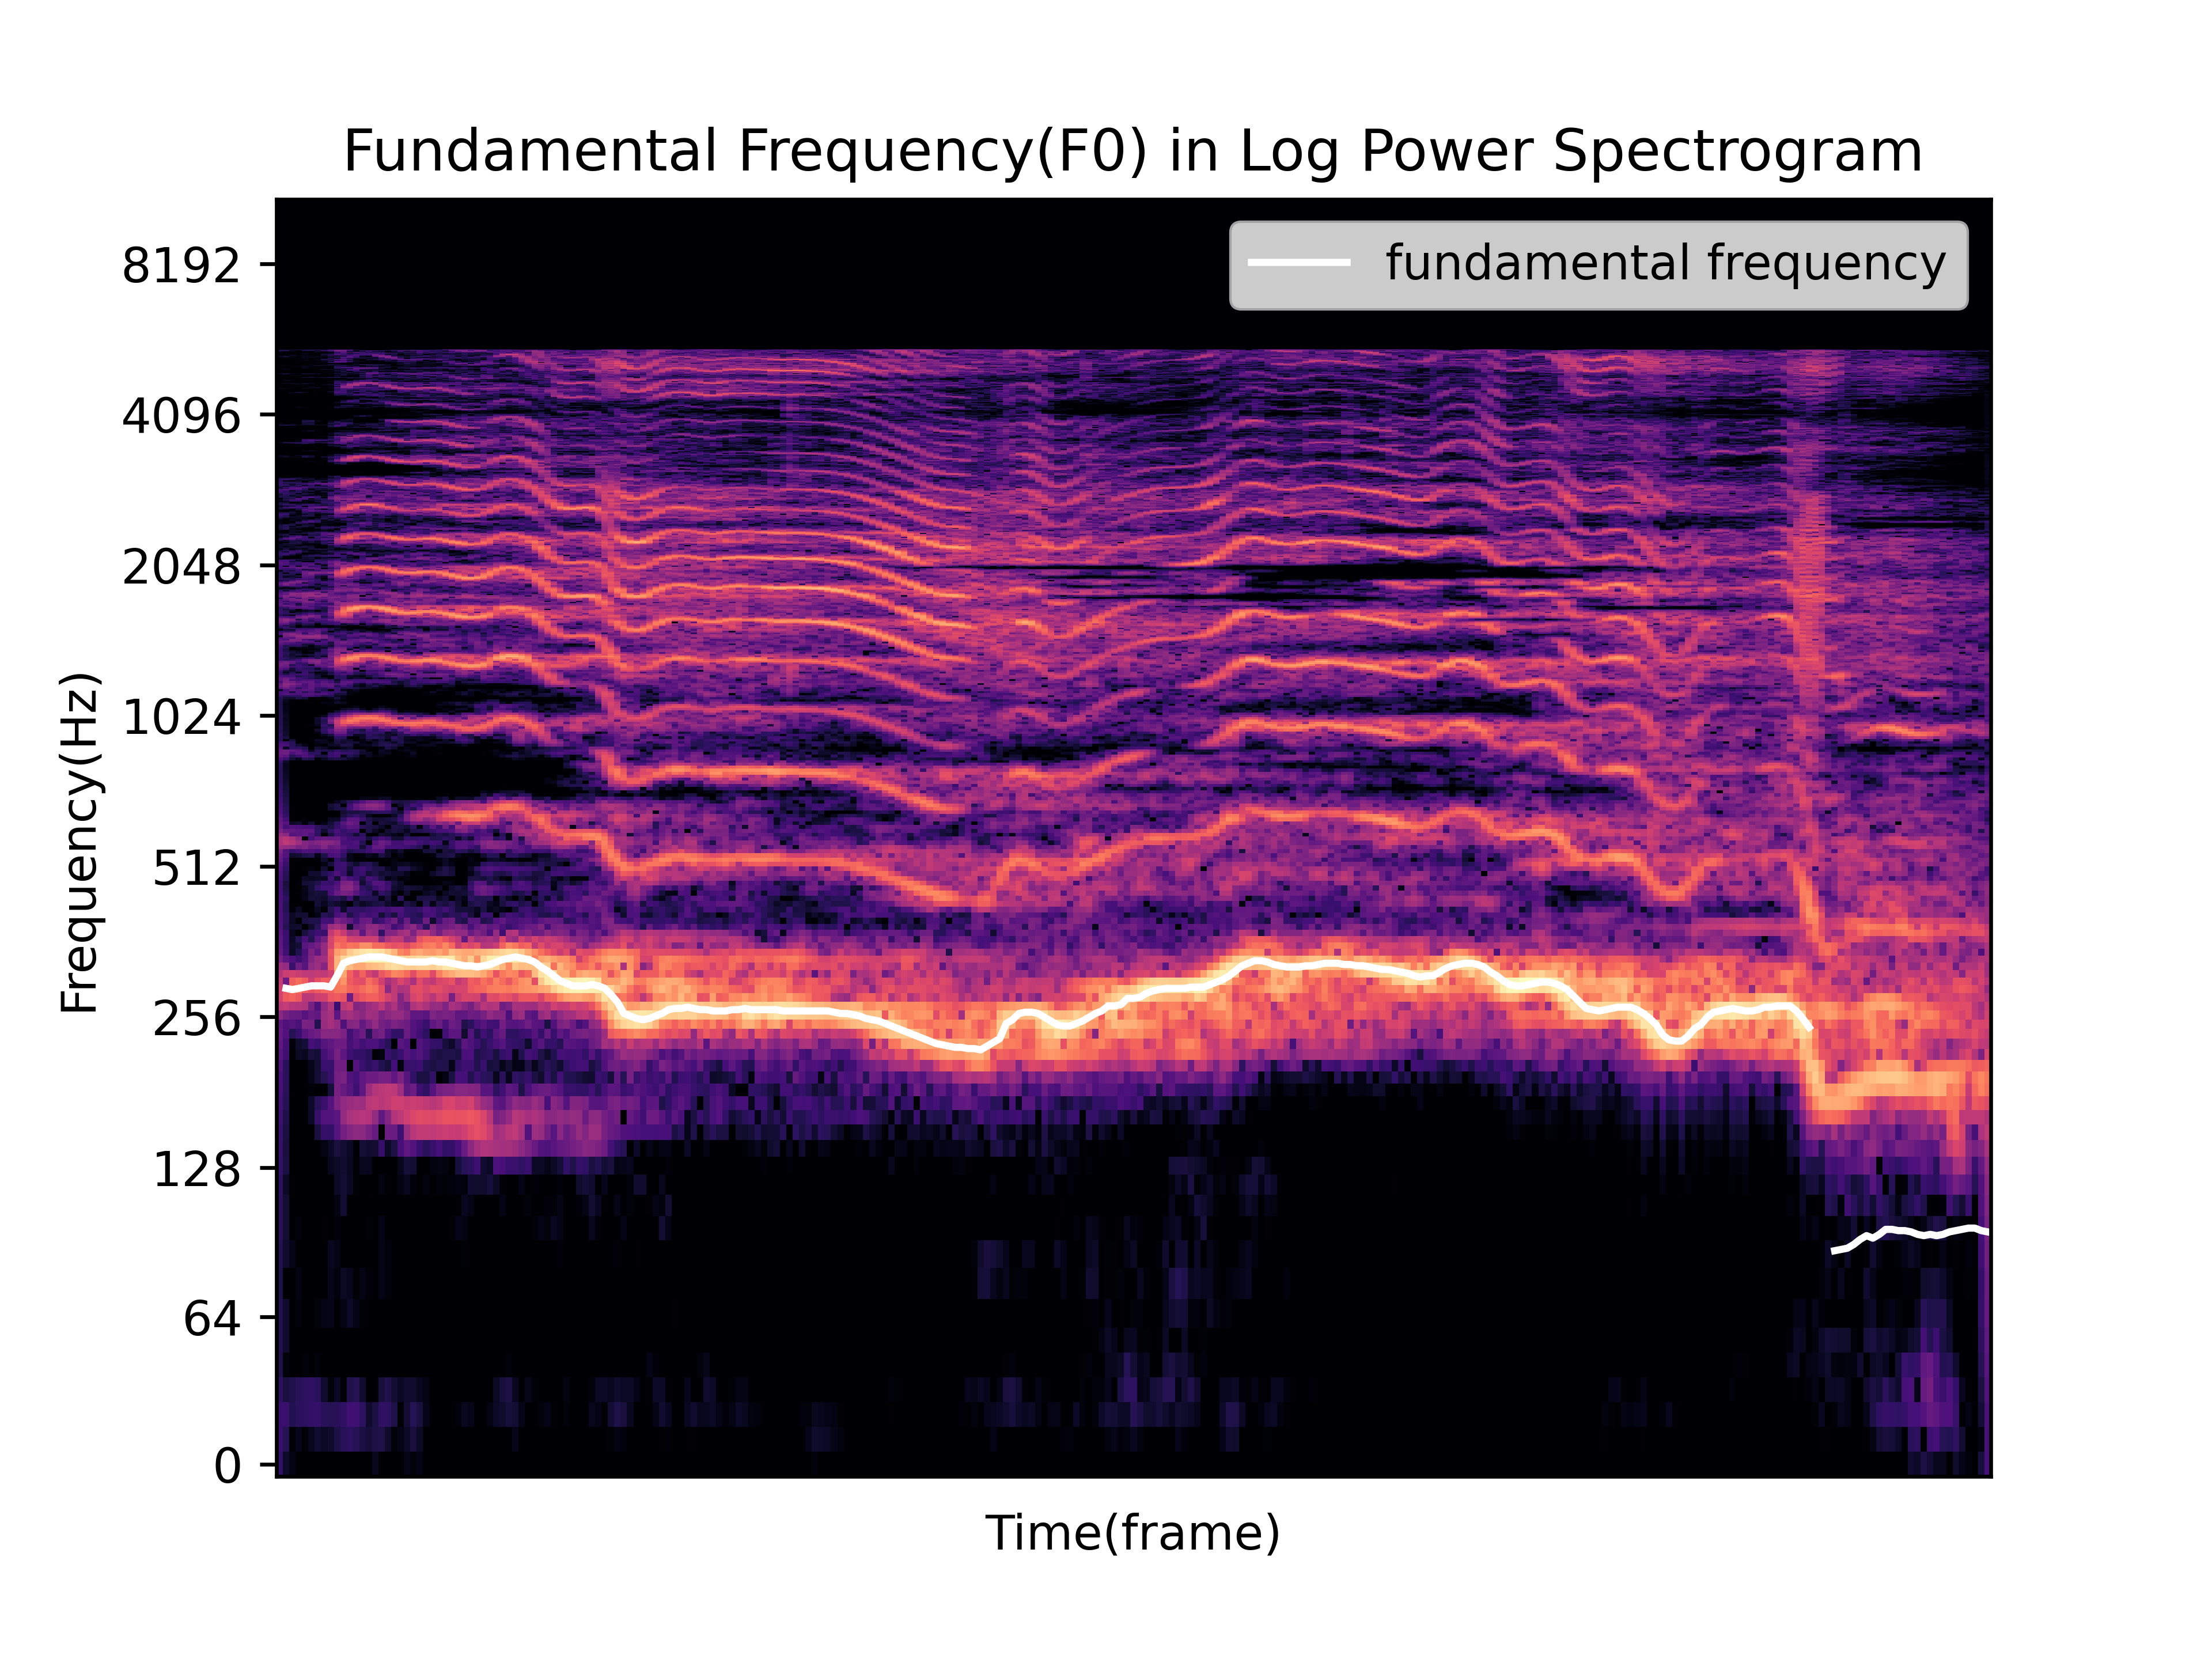 Fundamental Frequency(F0) in Log Power Spectrogram
fundamental frequency
8192
4096
2048
1024
512
256
128
64
0
Frequency(Hz)
Time(frame)